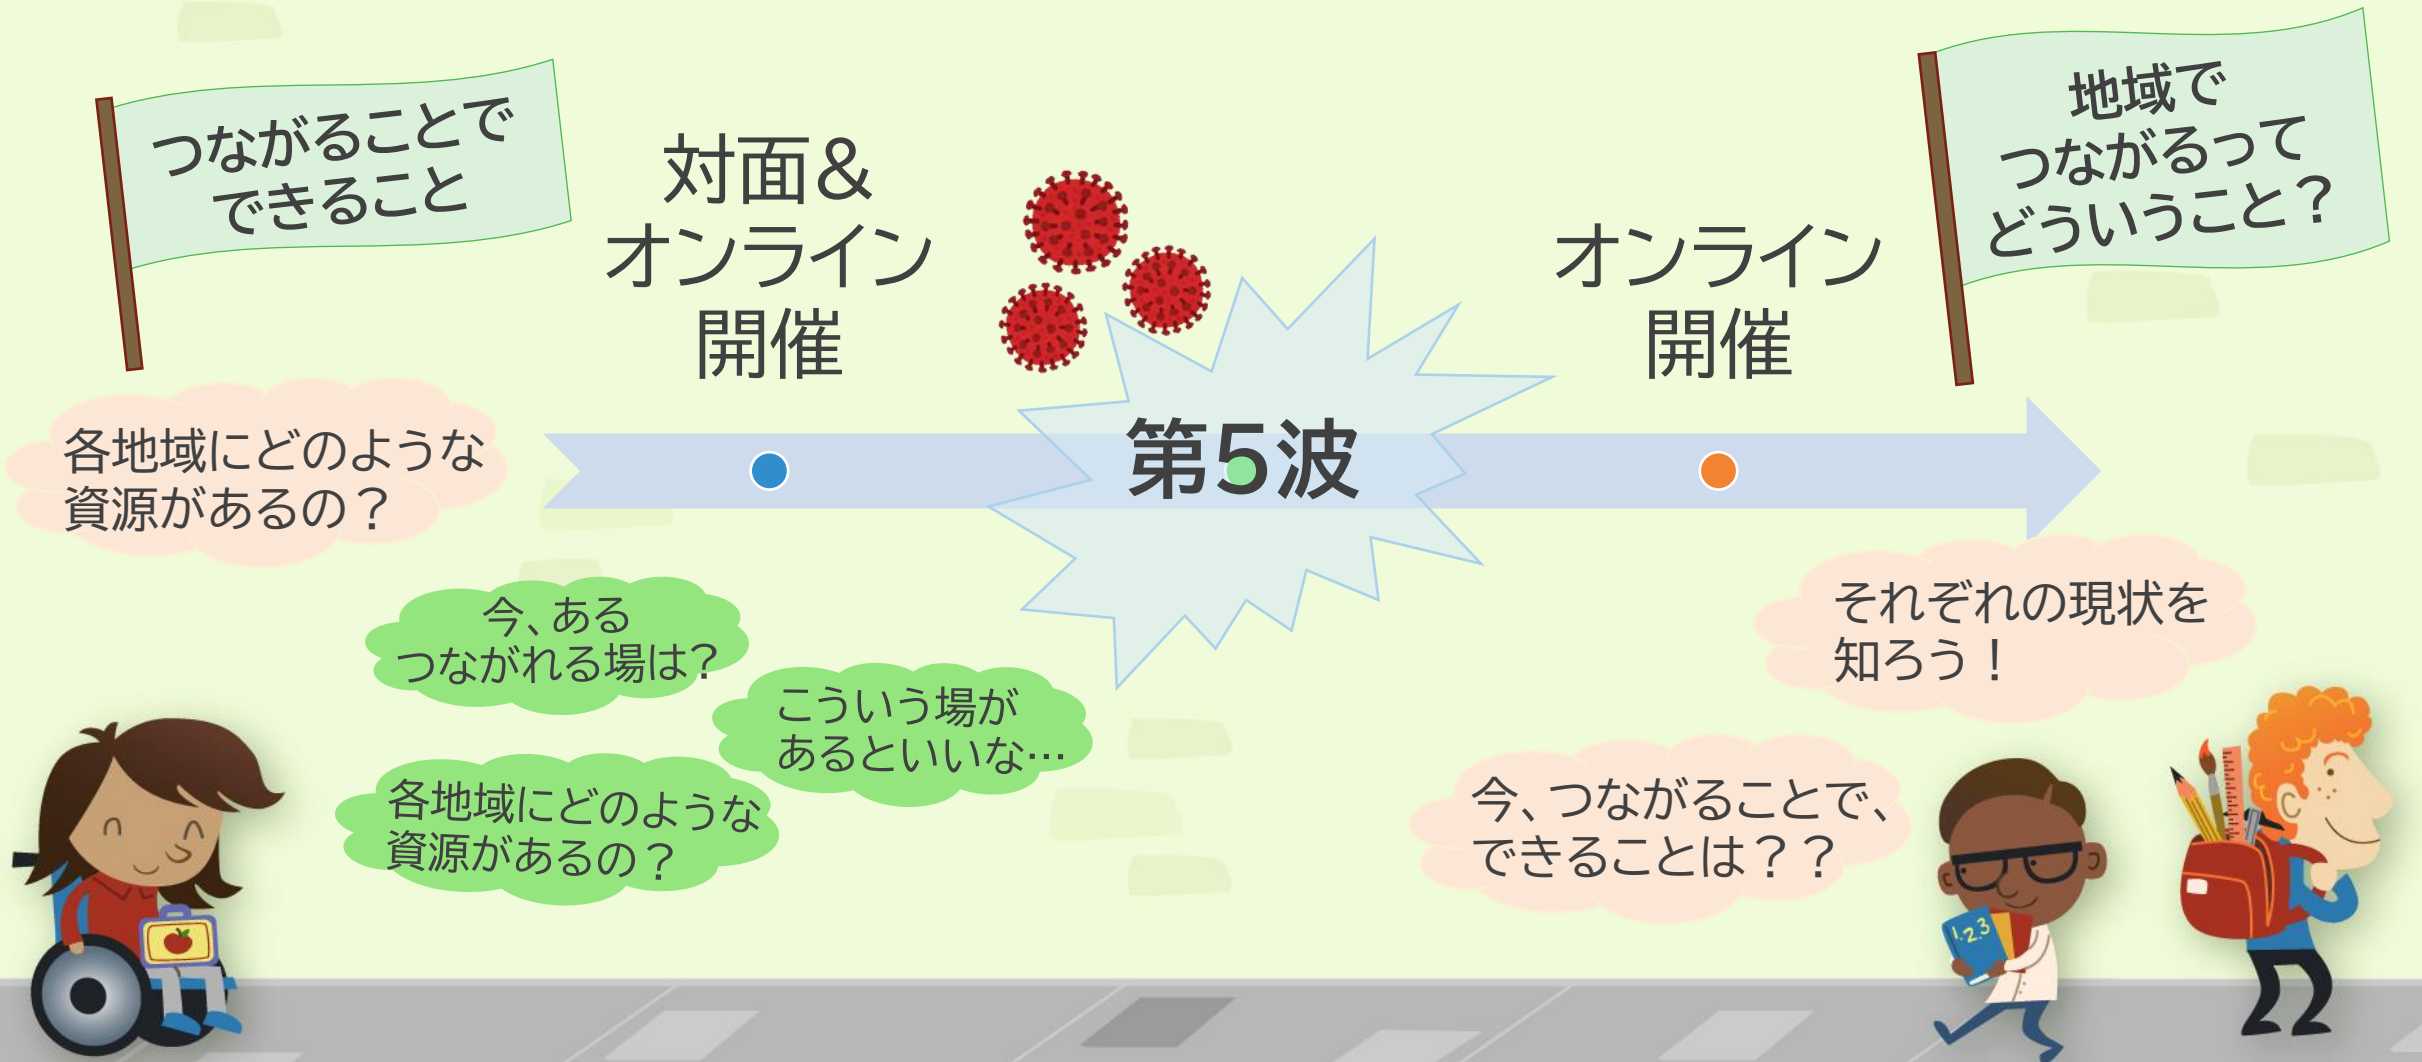 つながることで
できること
対面&
オンライン
開催
第5波
オンライン
開催
地域で
つながるって
どういうこと?
各地域にどのような
資源があるの?
今、ある
つながれる場は?
こういう場が
あるといいな…
各地域にどのような
資源があるの?
それぞれの現状を
知ろう!
今、つながることで、
できることは??
1.2.3